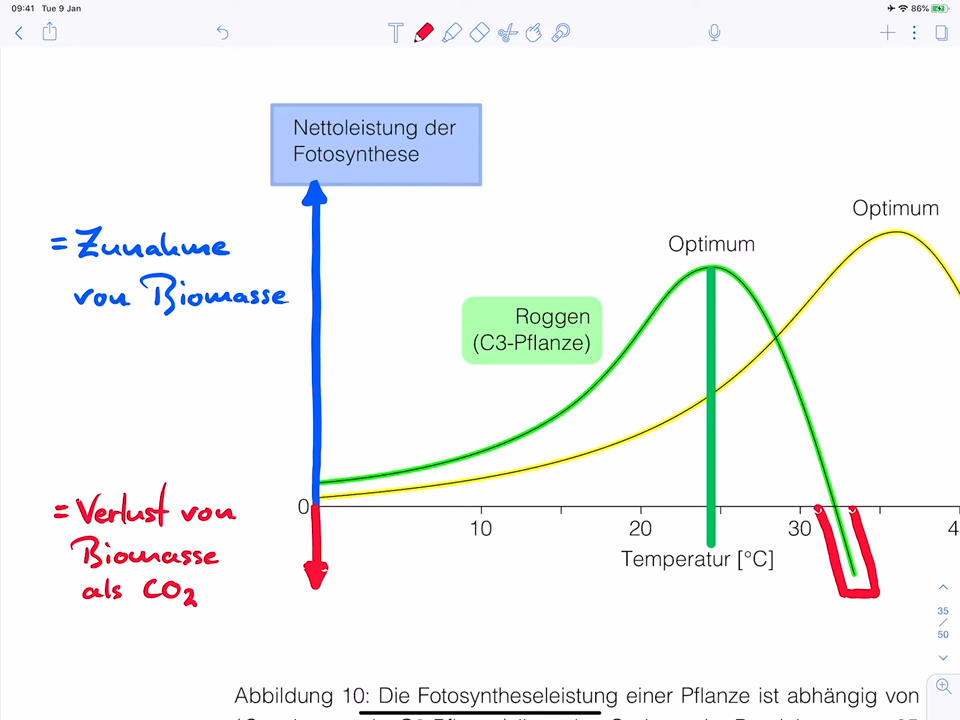 09:41 Tue 9 Jan
86%
Nettoleistung der
Fotosynthese
= Zunahme
von Biomasse
Optimum
Optimum
Roggen
(C3-Pflanze)
0
10
20
30
4
Temperatur [°C]
= Verlust von
Biomasse
als CO2
35
/
50
Abbildung 10: Die Fotosyntheseleistung einer Pflanze ist abhängig von